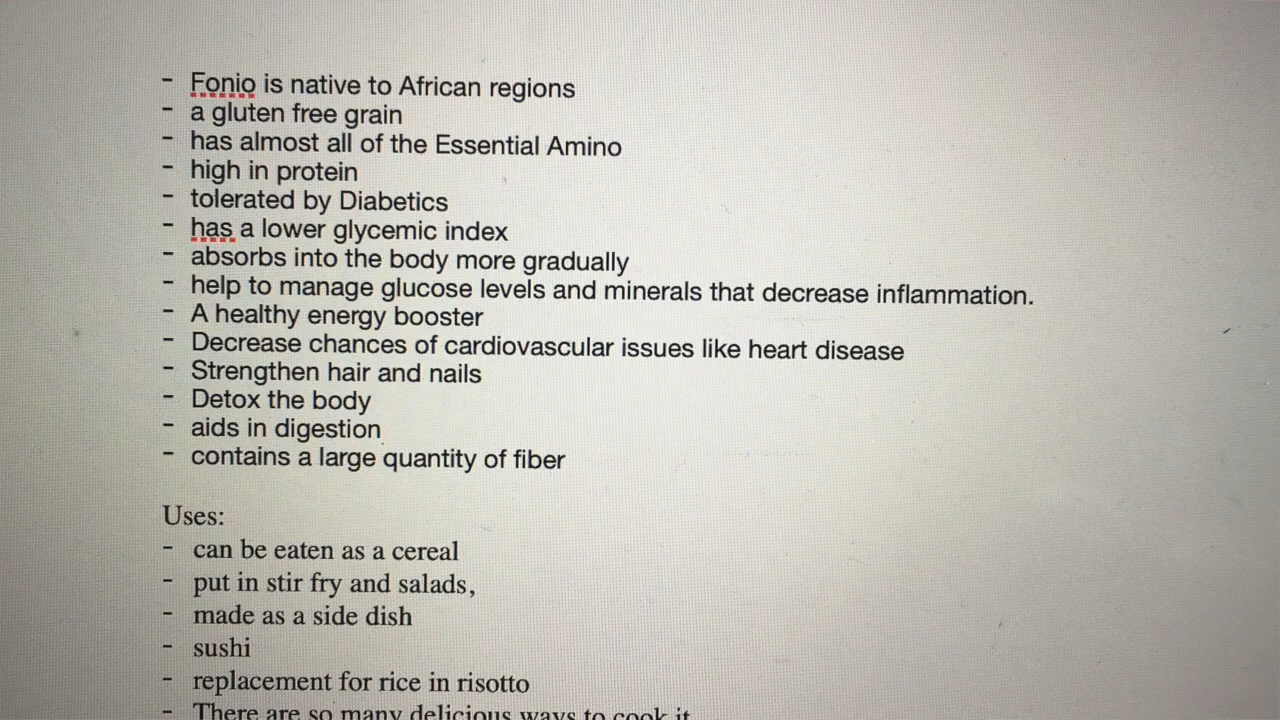 - Fonio is native to African regions
- a gluten free grain
- has almost all of the Essential Amino
- high in protein
- tolerated by Diabetics
- has a lower glycemic index
- absorbs into the body more gradually
- help to manage glucose levels and minerals that decrease inflammation.
- A healthy energy booster
- Decrease chances of cardiovascular issues like heart disease
- Strengthen hair and nails
- Detox the body
- aids in digestion
- contains a large quantity of fiber
Uses:
- can be eaten as a cereal
- put in stir fry and salads,
- made as a side dish
- sushi
- replacement for rice in risotto
- There are so many delicious ways to cook it